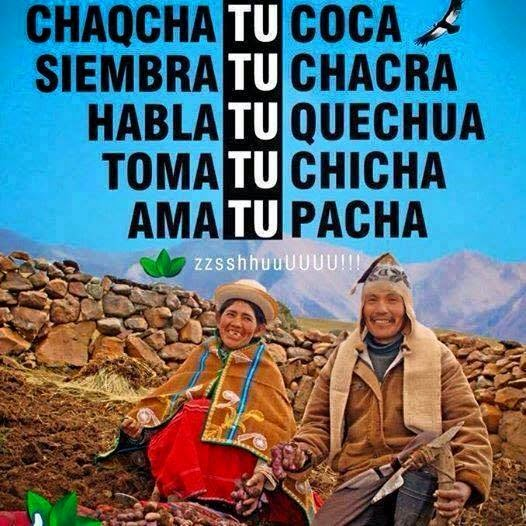 CHAQCHA TU COCA
SIEMBRA TU CHACRA
HABLA TU QUECHUA
TOMA TU CHICHA
AMA TU PACHA
zzsshhuuUUUU!!!